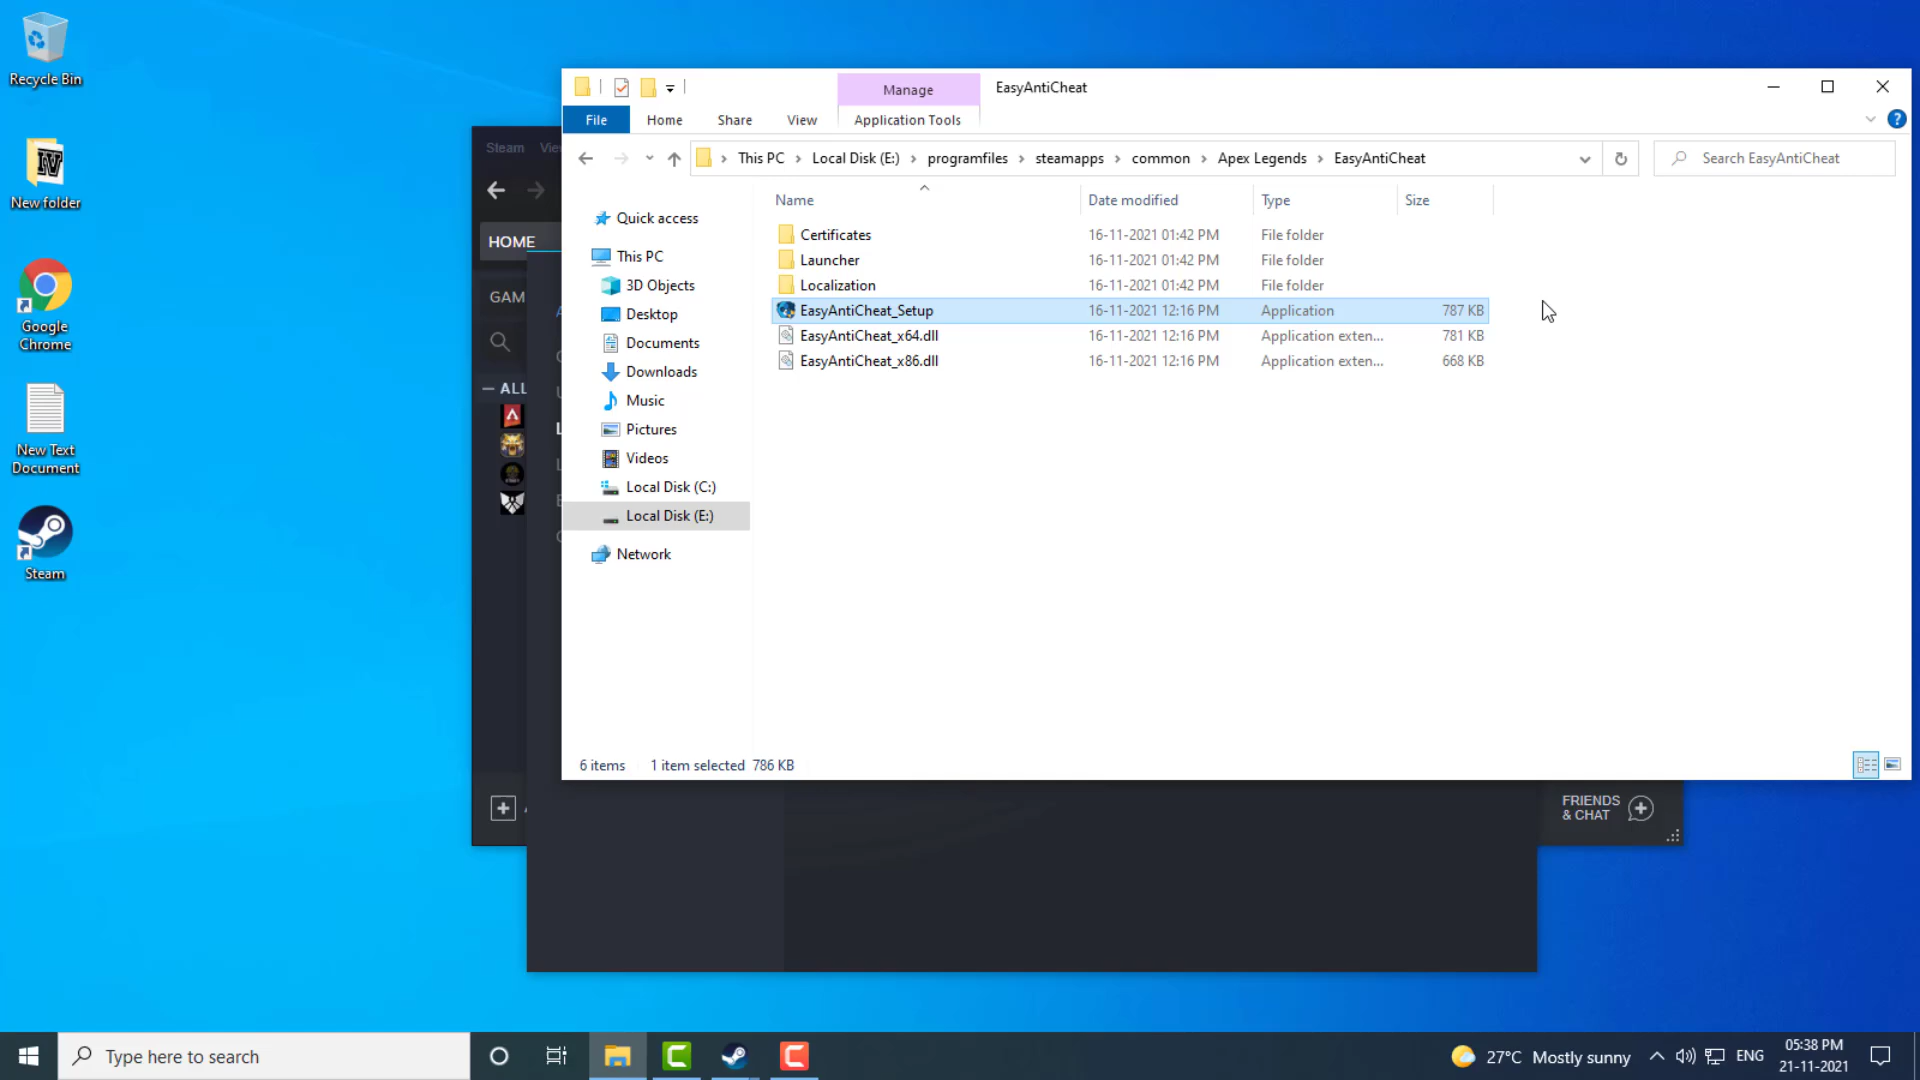 Recycle Bin
New folder
Google
Chrome
New Text
Document
Steam
Steam
HOME
ALL
FRIENDS
& CHAT
Manage
EasyAntiCheat
File
Home
Share
View
Application Tools
This PC
Local Disk (E:)
programfiles
steamapps
common
Apex Legends
EasyAntiCheat
Search EasyAntiCheat
Quick access
This PC
3D Objects
Desktop
Documents
Downloads
Music
Pictures
Videos
Local Disk (C:)
Local Disk (E:)
Network
Name Date modified Type Size
Certificates 16-11-2021 01:42 PM File folder
Launcher 16-11-2021 01:42 PM File folder
Localization 16-11-2021 01:42 PM File folder
EasyAntiCheat_Setup 16-11-2021 12:16 PM Application 787 KB
EasyAntiCheat_x64.dll 16-11-2021 12:16 PM Application exten... 781 KB
EasyAntiCheat_x86.dll 16-11-2021 12:16 PM Application exten... 668 KB
6 items 1 item selected 786 KB
Type here to search
27°C Mostly sunny
ENG
05:38 PM
21-11-2021